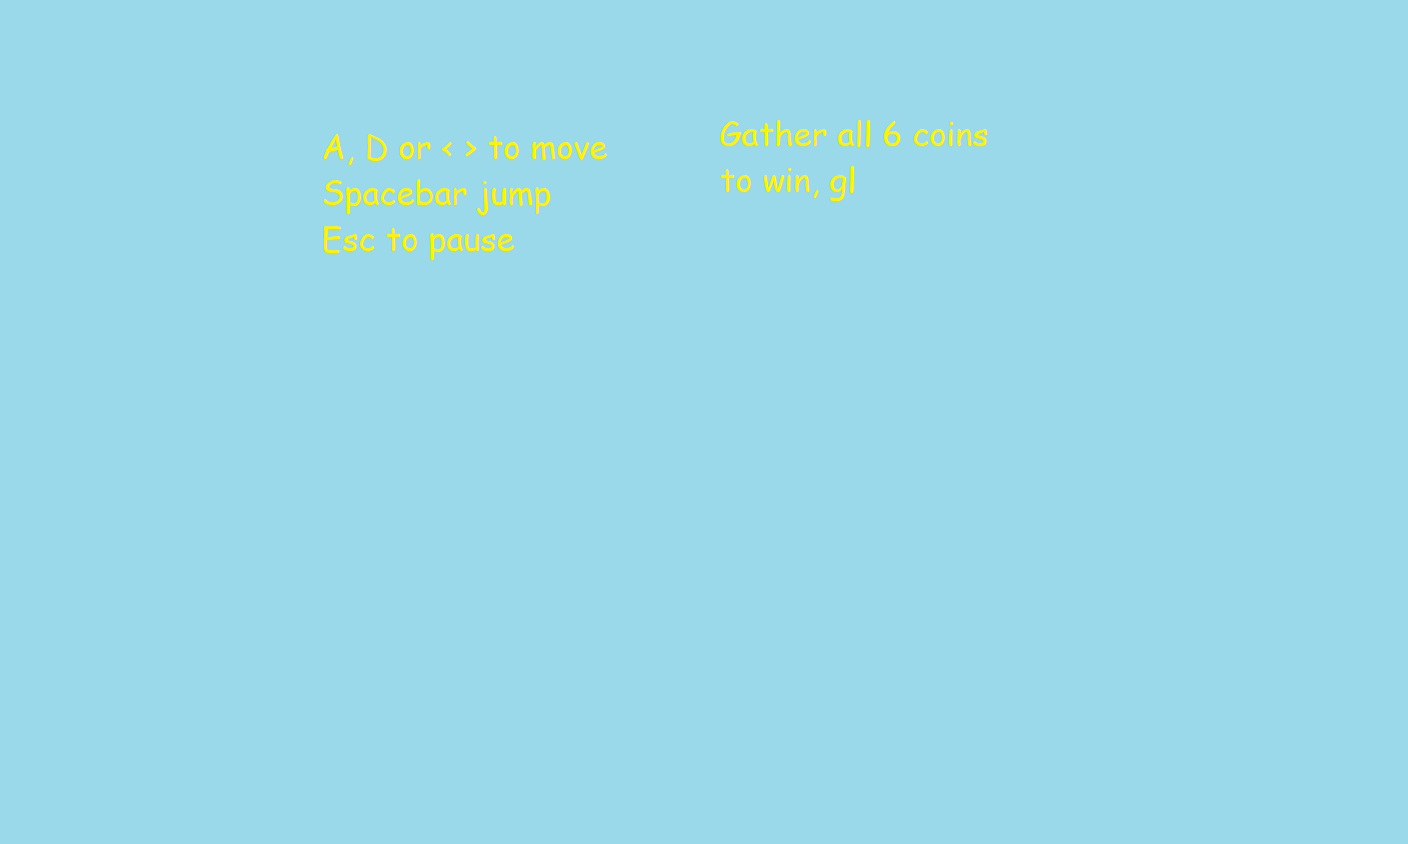 A, D or < > to move
Spacebar jump
Esc to pause
Gather all 6 coins
to win, gl